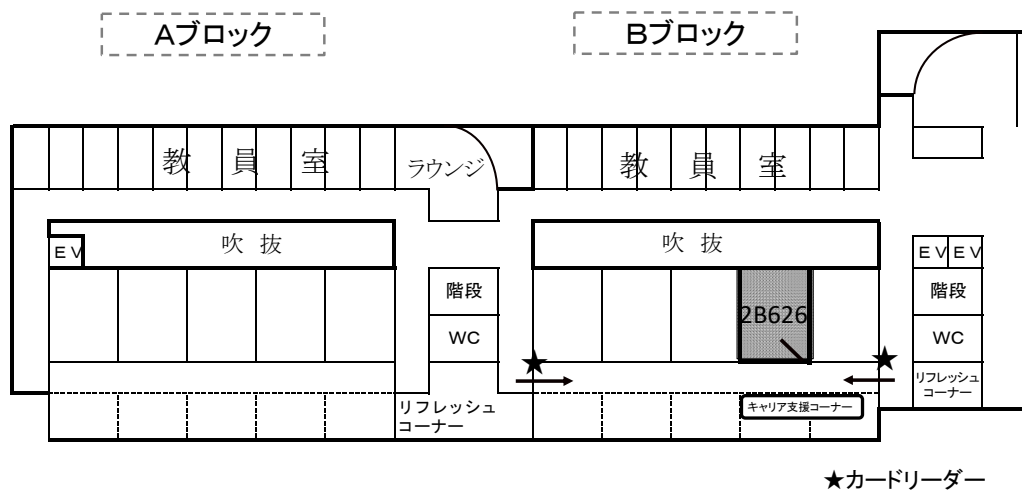 Aブロック
Bブロック
教員室
ラウンジ
教員室
EV
吹抜
吹抜
EV EV
階段
2B626
階段
WC
WC
★
★
リフレッシュ
コーナー
キャリア支援コーナー
リフレッシュ
コーナー
★カードリーダー